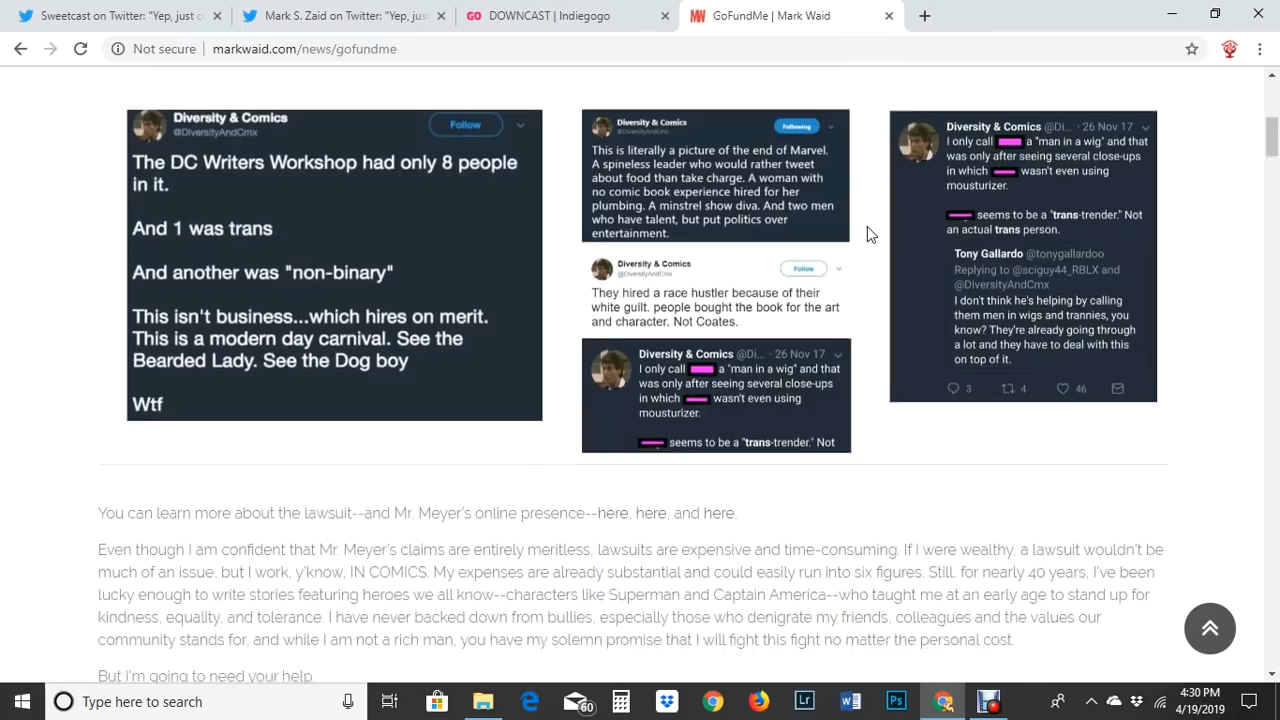 Sweetcast on Twitter: "Yep, just c
Mark S. Zaid on Twitter: "Yep, just
GO DOWNCAST | Indiegogo
MW GoFundMe | Mark Waid
Not secure
markwaid.com/news/gofundme
Diversity & Comics
@DiversityAndCmx
Follow
The DC Writers Workshop had only 8 people
in it.
And 1 was trans
And another was "non-binary"
This isn't business...which hires on merit.
This is a modern day carnival. See the
Bearded Lady. See the Dog boy
Wtf
Diversity & Comics
@DiversityAndCmx
Following
This is literally a picture of the end of Marvel.
A spineless leader who would rather tweet
about food than take charge. A woman with
no comic book experience hired for her
plumbing. A minstrel show diva. And two men
who have talent, but put politics over
entertainment.
Diversity & Comics
@DiversityAndCmx
Follow
They hired a race hustler because of their
white guilt. people bought the book for the art
and character. Not Coates.
Diversity & Comics @Di... · 26 Nov 17
I only call a "man in a wig" and that
was only after seeing several close-ups
in which wasn't even using
mousturizer.
seems to be a "trans-trender." Not
Diversity & Comics @Di... · 26 Nov 17
I only call a "man in a wig" and that
was only after seeing several close-ups
in which wasn't even using
mousturizer.
seems to be a "trans-trender." Not
an actual trans person.
Tony Gallardo @tonygallardoo
Replying to @sciguy44_RBLX and
@DiversityAndCmx
I don't think he's helping by calling
them men in wigs and trannies, you
know? They're already going through
a lot and they have to deal with this
on top of it.
3
4
46
You can learn more about the lawsuit--and Mr. Meyer's online presence--here, here, and here.
Even though I am confident that Mr. Meyer's claims are entirely meritless, lawsuits are expensive and time-consuming. If I were wealthy, a lawsuit wouldn't be
much of an issue, but I work, y'know, IN COMICS. My expenses are already substantial and could easily run into six figures. Still, for nearly 40 years, I've been
lucky enough to write stories featuring heroes we all know--characters like Superman and Captain America--who taught me at an early age to stand up for
kindness, equality, and tolerance. I have never backed down from bullies, especially those who denigrate my friends, colleagues and the values our
community stands for, and while I am not a rich man, you have my solemn promise that I will fight this fight no matter the personal cost.
But I'm going to need your help.
Type here to search
60
Lr
Ps
4:30 PM
4/19/2019